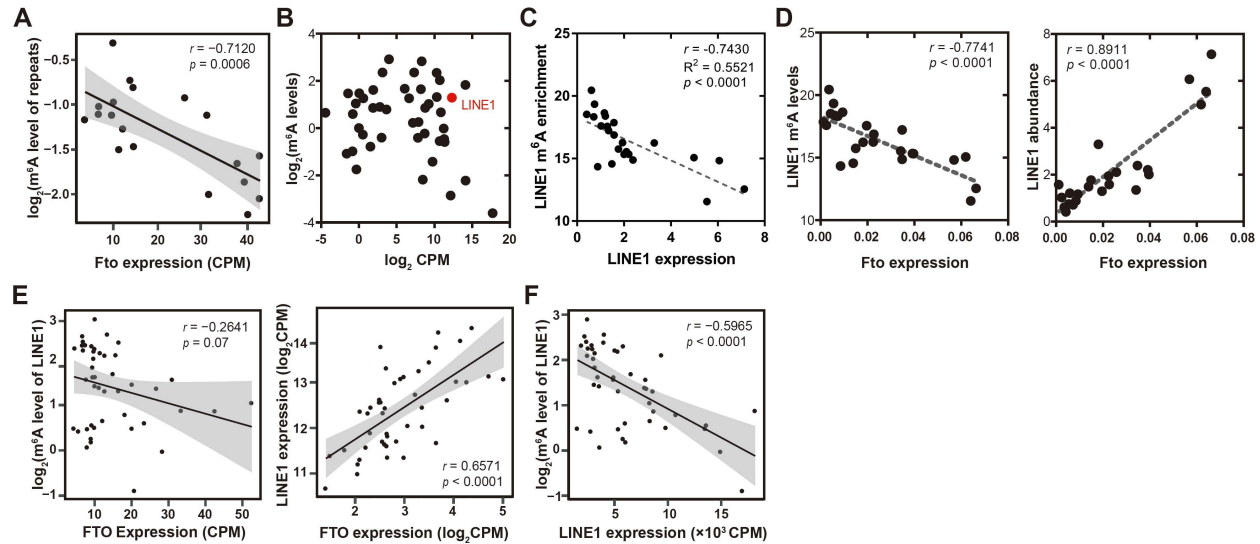 A
r = −0.7120
p = 0.0006
log₂(m⁶A level of repeats)
−0.5
−1.0
−1.5
−2.0
10
20
30
40
Fto expression (CPM)
B
LINE1
log₂(m⁶A levels)
4
2
0
-2
-4
-5
0
5
10
15
20
log₂ CPM
C
r = -0.7430
R² = 0.5521
p < 0.0001
LINE1 m⁶A enrichment
25
20
15
10
0
2
4
6
8
LINE1 expression
D
r = -0.7741
p < 0.0001
LINE1 m⁶A levels
25
20
15
10
0.00
0.02
0.04
0.06
0.08
Fto expression
r = 0.8911
p < 0.0001
LINE1 abundance
8
6
4
2
0
0.00
0.02
0.04
0.06
0.08
Fto expression
E
r = −0.2641
p = 0.07
log₂(m⁶A level of LINE1)
3
2
1
0
−1
10
20
30
40
50
FTO Expression (CPM)
r = 0.6571
p < 0.0001
LINE1 expression (log₂CPM)
14
13
12
11
2
3
4
5
FTO expression (log₂CPM)
F
r = −0.5965
p < 0.0001
log₂(m⁶A level of LINE1)
3
2
1
0
−1
5
10
15
LINE1 expression (×10³ CPM)